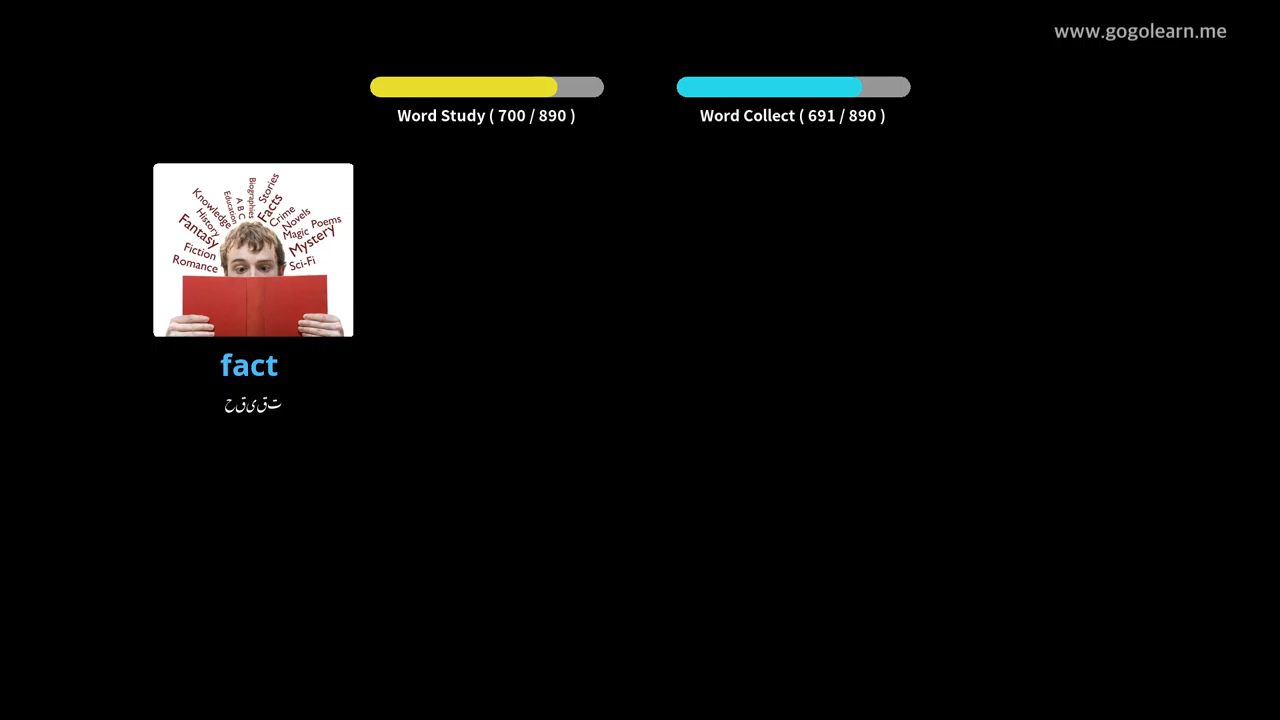 www.gogolearn.me
Word Study ( 700 / 890 )
Word Collect ( 691 / 890 )
Romance
Fiction
Fantasy
History
Knowledge
Education
A B C
Biographies
Stories
Facts
Crime
Novels
Magic
Poems
Mystery
Sci-Fi
fact
ت‌ق‌ی‌ق‌ح